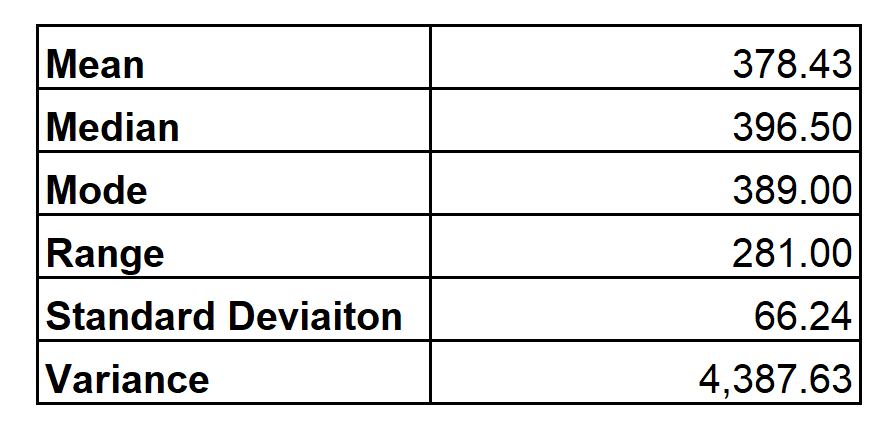 Mean 378.43
Median 396.50
Mode 389.00
Range 281.00
Standard Deviaiton 66.24
Variance 4,387.63